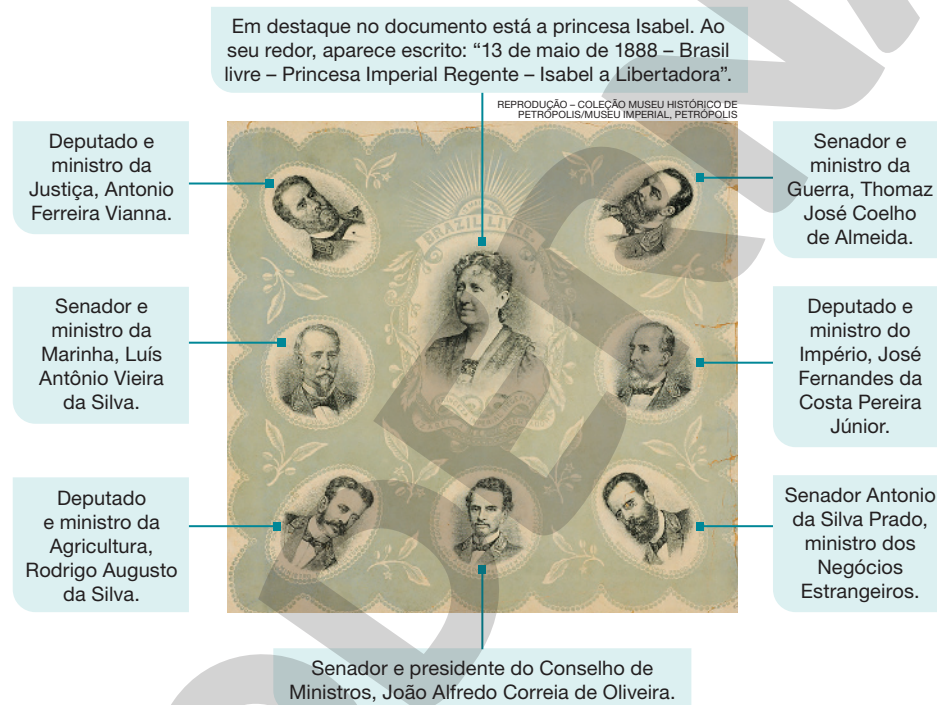 Em destaque no documento está a princesa Isabel. Ao
seu redor, aparece escrito: “13 de maio de 1888 – Brasil
livre – Princesa Imperial Regente – Isabel a Libertadora”.
REPRODUÇÃO – COLEÇÃO MUSEU HISTÓRICO DE
PETRÓPOLIS/MUSEU IMPERIAL, PETRÓPOLIS
Deputado e
ministro da
Justiça, Antonio
Ferreira Vianna.
Senador e
ministro da
Guerra, Thomaz
José Coelho
de Almeida.
BRAZIL LIVRE
Senador e
ministro da
Marinha, Luís
Antônio Vieira
da Silva.
Deputado e
ministro do
Império, José
Fernandes da
Costa Pereira
Júnior.
Deputado
e ministro da
Agricultura,
Rodrigo Augusto
da Silva.
Senador Antonio
da Silva Prado,
ministro dos
Negócios
Estrangeiros.
Senador e presidente do Conselho de
Ministros, João Alfredo Correia de Oliveira.